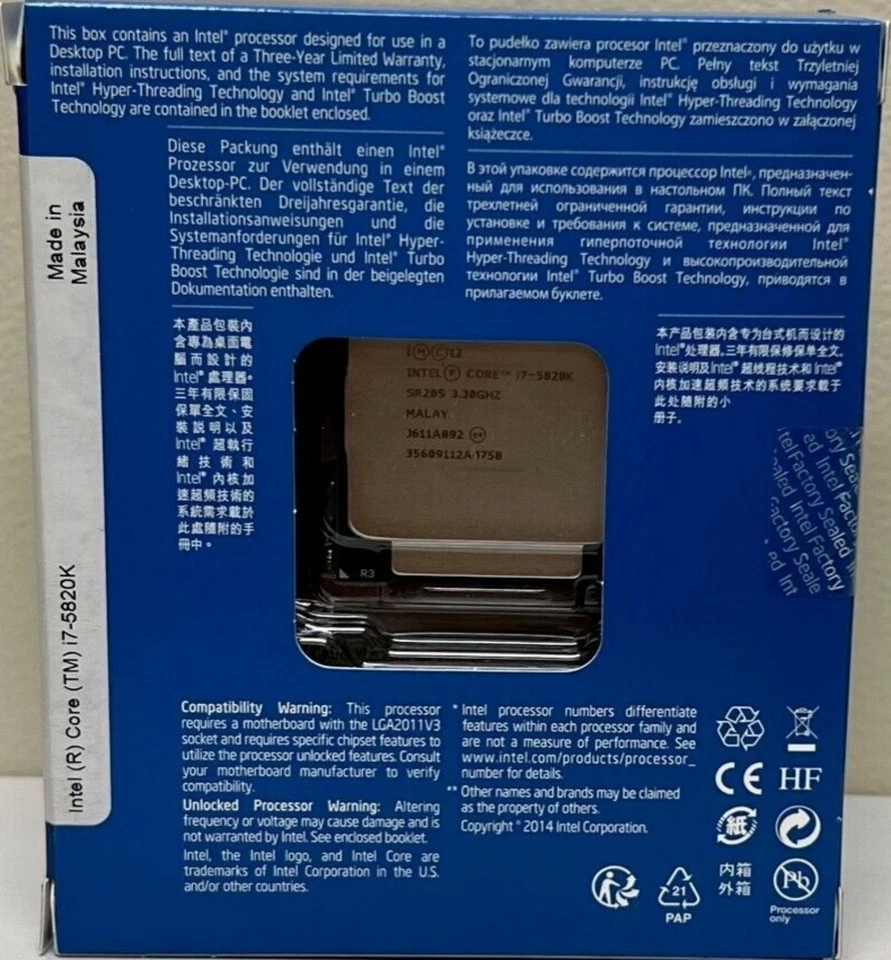 This box contains an Intel® processor designed for use in a
Desktop PC. The full text of a Three-Year Limited Warranty,
installation instructions, and the system requirements for
Intel® Hyper-Threading Technology and Intel® Turbo Boost
Technology are contained in the booklet enclosed.
To pudełko zawiera procesor Intel® przeznaczony do użytku w
stacjonarnym komputerze PC. Pełny tekst Trzyletniej
Ograniczonej Gwarancji, instrukcję obsługi i wymagania
systemowe dla technologii Intel® Hyper-Threading Technology
oraz Intel® Turbo Boost Technology zamieszczono w załączonej
książeczce.
Diese Packung enthält einen Intel®
Prozessor zur Verwendung in einem
Desktop-PC. Der vollständige Text der
beschränkten Dreijahresgarantie, die
Installationsanweisungen und die
Systemanforderungen für Intel® Hyper-
Threading Technologie und Intel® Turbo
Boost Technologie sind in der beigelegten
Dokumentation enthalten.
В этой упаковке содержится процессор Intel®, предназначен-
ный для использования в настольном ПК. Полный текст
трехлетней ограниченной гарантии, инструкции по
установке и требования к системе, предназначенной для
применения гиперпоточной технологии Intel®
Hyper-Threading Technology и высокопроизводительной
технологии Intel® Turbo Boost Technology, приводятся в
прилагаемом буклете.
Made in
Malaysia
Intel (R) Core (TM) i7-5820K
本產品包裝內
含專為桌面電
腦而設計的
Intel® 處理器。
三年有限保固
保單全文、安
裝說明以及
Intel® 超執行
緒技術和
Intel® 內核加
速超頻技術的
系統需求載於
此處隨附的手
冊中。
本产品包装内含专为台式机而设计的
Intel®处理器。三年有限保修保单全文、
安装说明及Intel®超线程技术和Intel®
内核加速超频技术的系统要求载于
此处随附的小
册子。
i Ⓜ Ⓒ 12
INTEL® CORE™ i7-5820K
SR20S 3.30GHZ
MALAY
J611A892 e4
35609112A1758
R3
ory Seale
telFactory
ed Intel Factory
aled Intel Factory
Factory Sealed
Factory Seale
ed Int
Compatibility Warning: This processor
requires a motherboard with the LGA2011V3
socket and requires specific chipset features to
utilize the processor unlocked features. Consult
your motherboard manufacturer to verify
compatibility.
Unlocked Processor Warning: Altering
frequency or voltage may cause damage and is
not warranted by Intel. See enclosed booklet.
Intel, the Intel logo, and Intel Core are
trademarks of Intel Corporation in the U.S.
and/or other countries.
* Intel processor numbers differentiate
features within each processor family and
are not a measure of performance. See
www.intel.com/products/processor_
number for details.
** Other names and brands may be claimed
as the property of others.
Copyright © 2014 Intel Corporation.
CE HF
紙
21
PAP
内箱
外箱
Pb
Processor
only